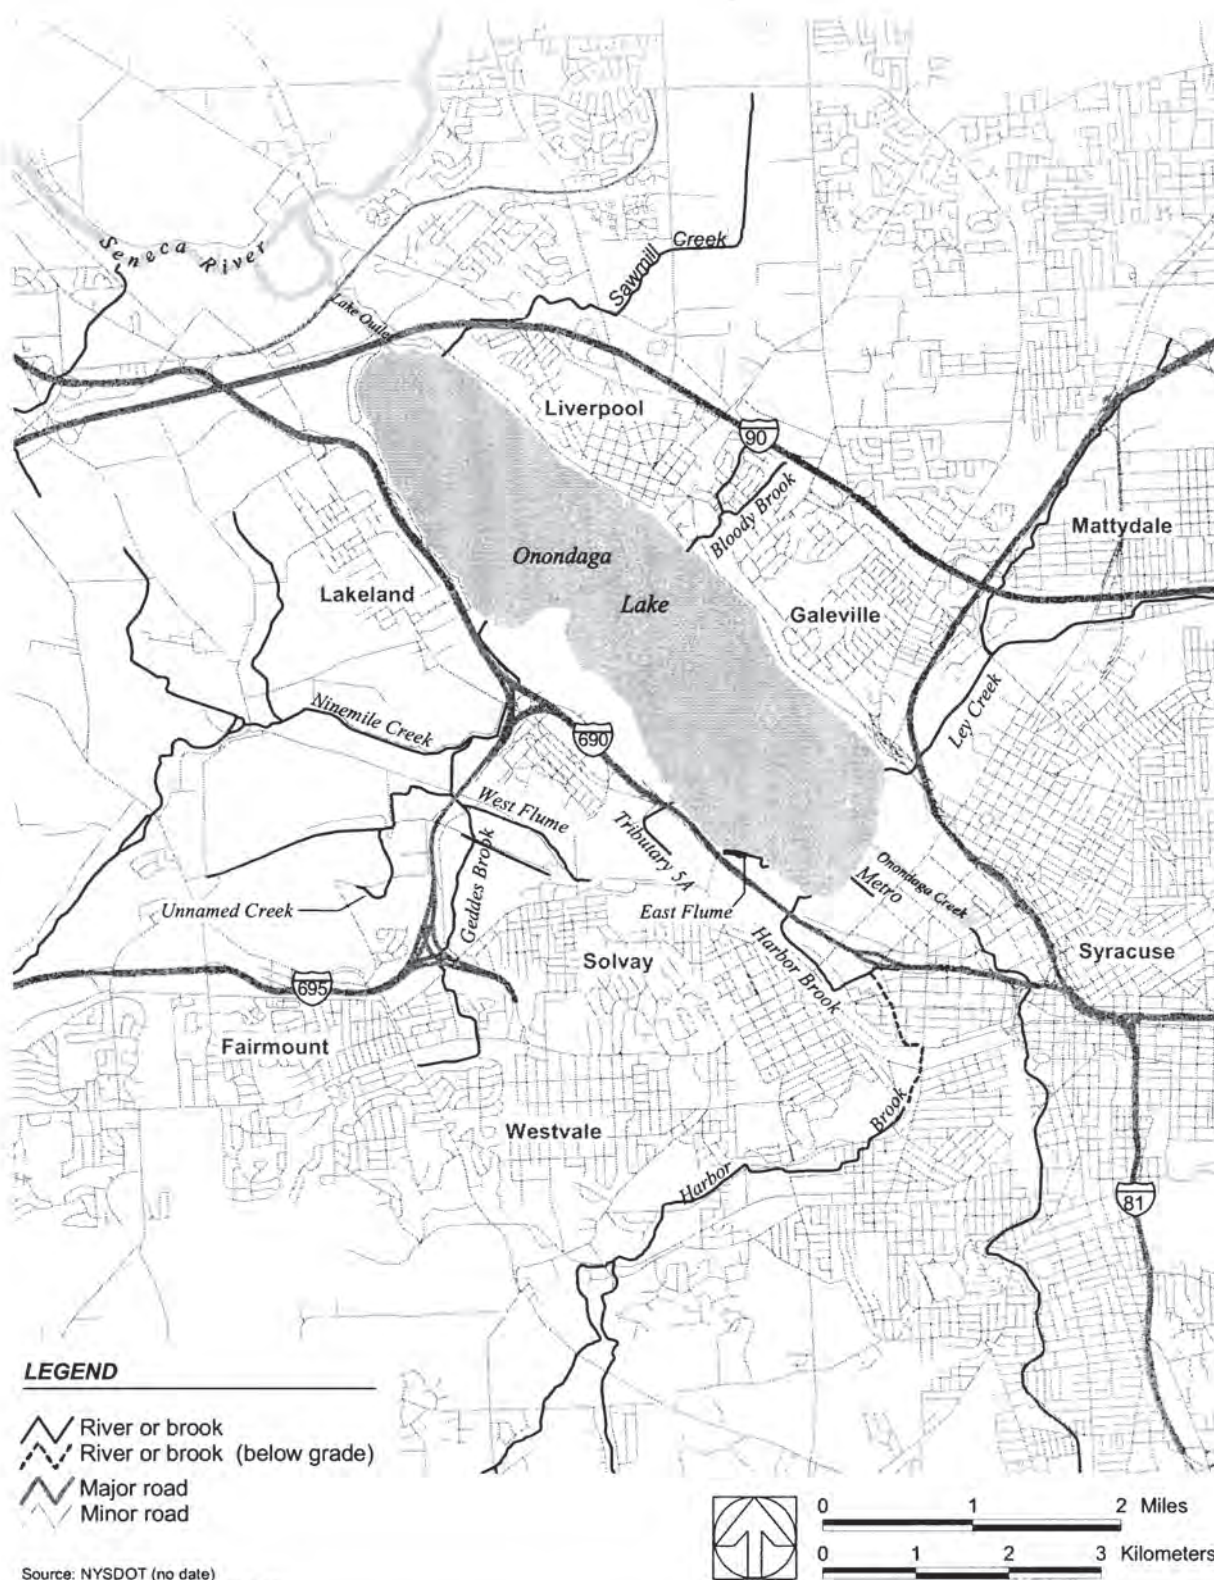 Seneca
River
Sawmill
Creek
Lake Outlet
Liverpool
90
Bloody Brook
Mattydale
Onondaga
Lake
Lakeland
Galeville
Ninemile Creek
Ley Creek
690
West Flume
Tributary 5A
Geddes Brook
Onondaga Creek
Metro
Unnamed Creek
East Flume
Harbor Brook
Solvay
Syracuse
695
Fairmount
Westvale
Harbor
Brook
81
LEGEND
River or brook
River or brook (below grade)
Major road
Minor road
0 1 2 Miles
0 1 2 3 Kilometers
Source: NYSDOT (no date)